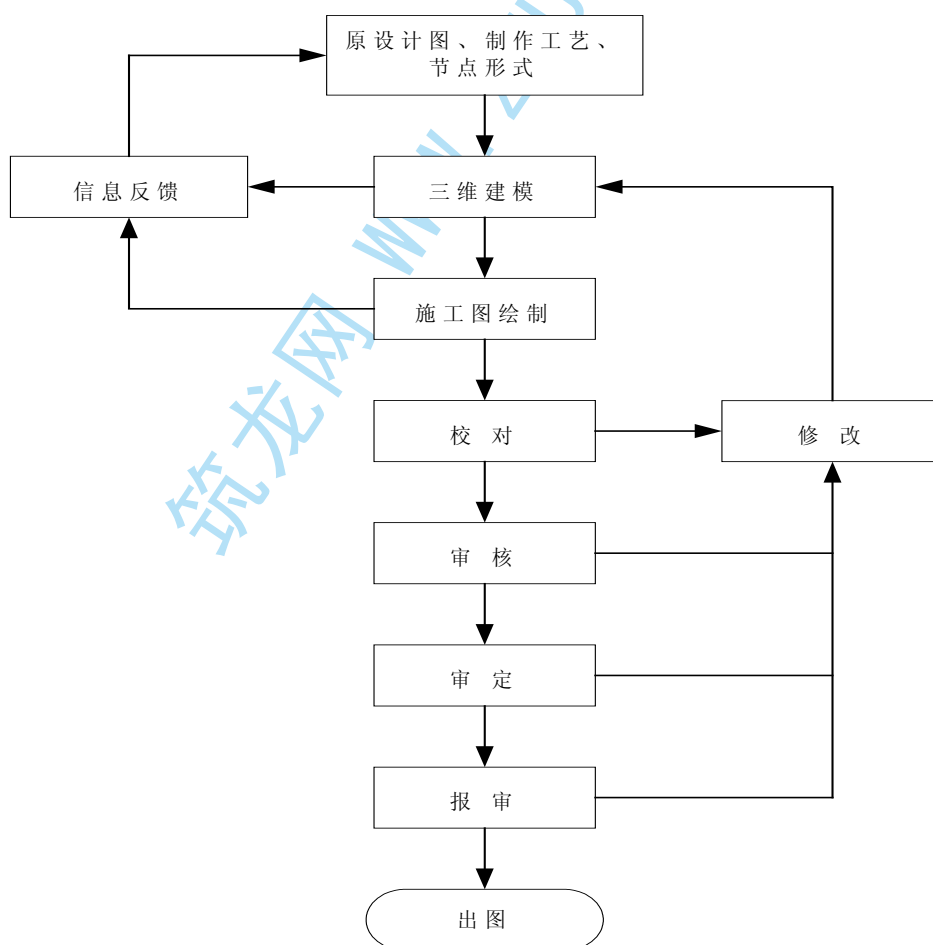 原设计图、制作工艺、
节点形式
信息反馈
三维建模
施工图绘制
校 对
修 改
审 核
审 定
报 审
出图
筑龙网 WW